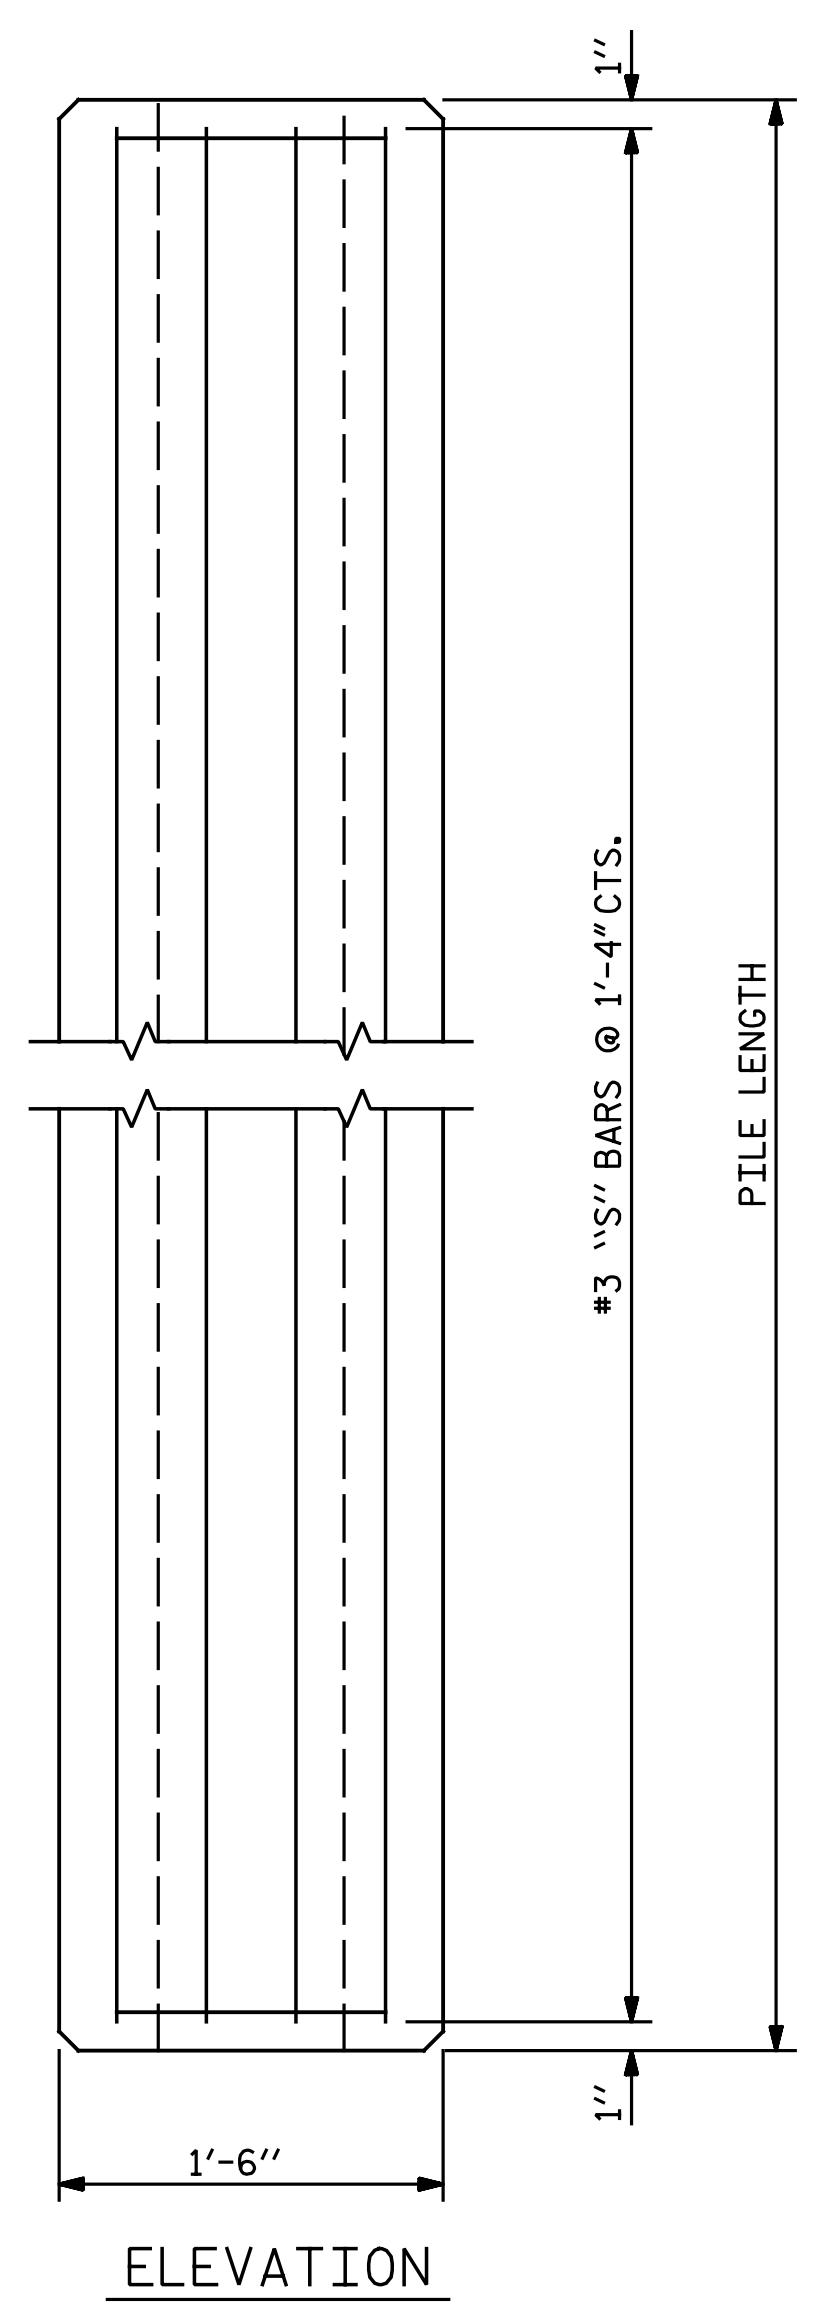 1"
#3 "S" BARS @ 1'-4" CTS.
PILE LENGTH
1"
1'-6"
ELEVATION